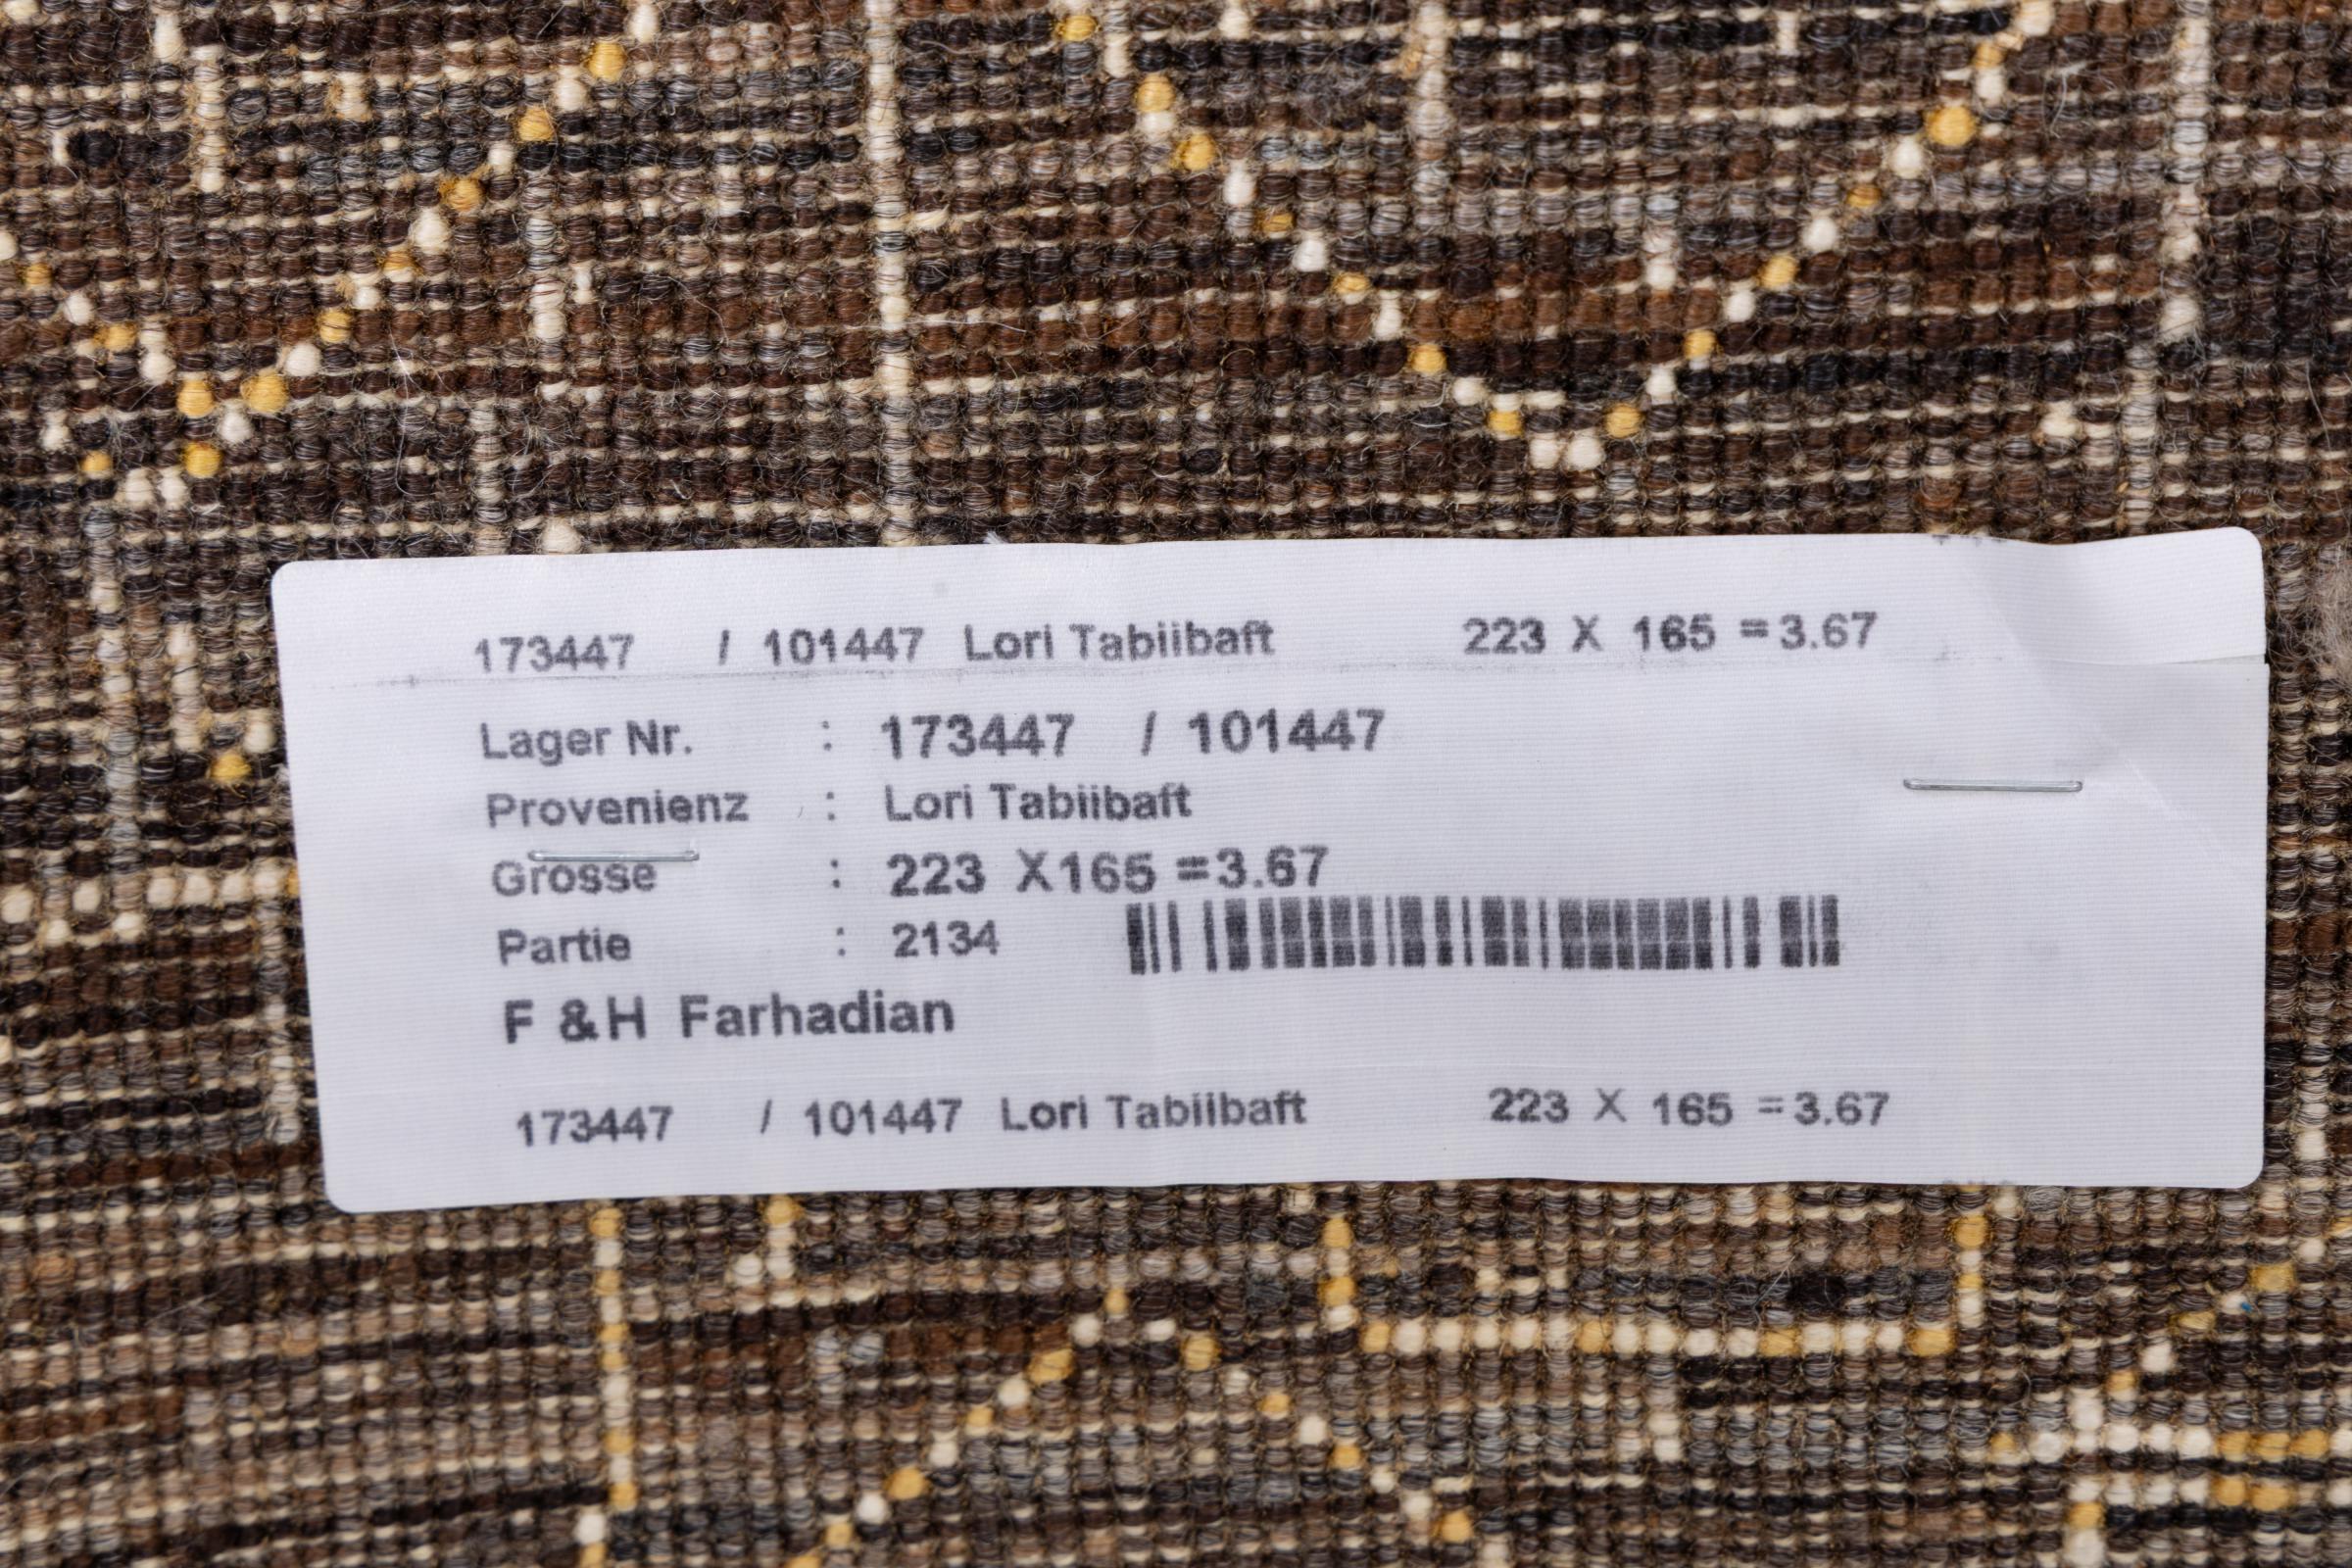 173447 / 101447 Lori Tabiibaft 223 X 165 =3.67
Lager Nr. : 173447 / 101447
Provenienz : Lori Tabiibaft
Grosse : 223 X165 =3.67
Partie : 2134
F &H Farhadian
173447 / 101447 Lori Tabiibaft 223 X 165 =3.67